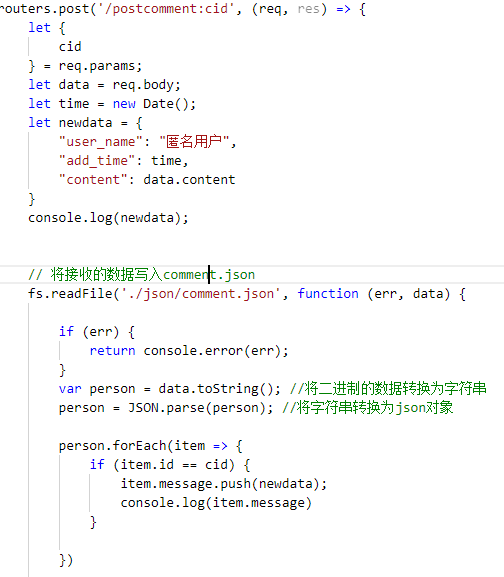 routers.post('/postcomment:cid', (req, res) => {
let {
cid
} = req.params;
let data = req.body;
let time = new Date();
let newdata = {
"user_name": "匿名用户",
"add_time": time,
"content": data.content
}
console.log(newdata);
// 将接收的数据写入comment.json
fs.readFile('./json/comment.json', function (err, data) {
if (err) {
return console.error(err);
}
var person = data.toString(); //将二进制的数据转换为字符串
person = JSON.parse(person); //将字符串转换为json对象
person.forEach(item => {
if (item.id == cid) {
item.message.push(newdata);
console.log(item.message)
}
})